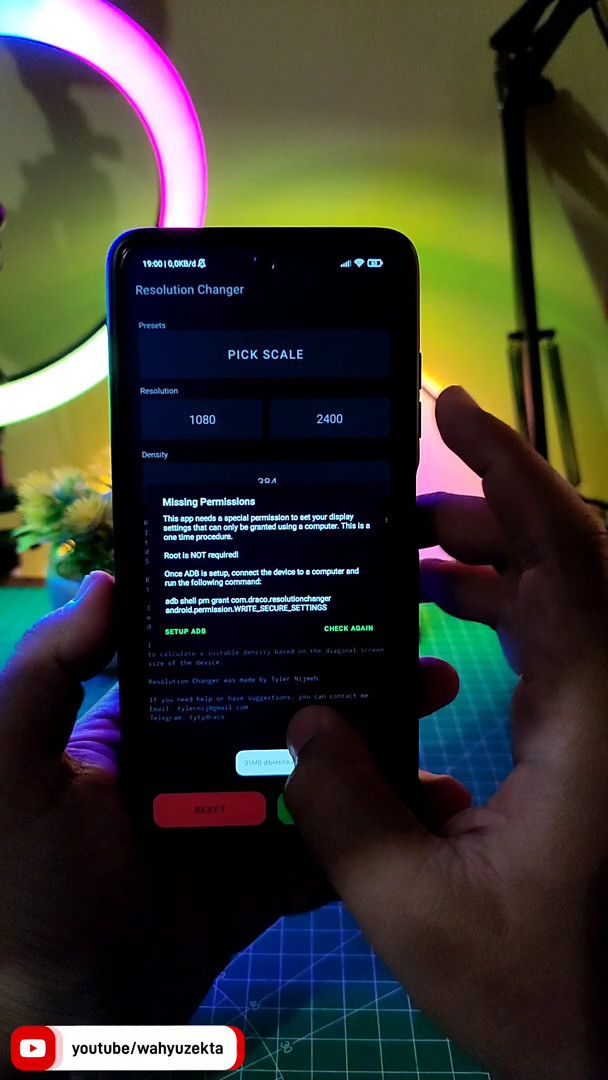 19:00 | 0,0KB/d
Resolution Changer
Presets
PICK SCALE
Resolution
1080
2400
Density
384
Missing Permissions
This app needs a special permission to set your display
settings that can only be granted using a computer. This is a
one time procedure.
Root is NOT required!
Once ADB is setup, connect the device to a computer and
run the following command:
adb shell pm grant com.draco.resolutionchanger
android.permission.WRITE_SECURE_SETTINGS
SETUP ADB
CHECK AGAIN
to calculate a suitable density based on the diagonal screen
size of the device.
Resolution Changer was made by Tyler Nijmeh.
If you need help or have suggestions, you can contact me.
Email: tylernij@gmail.com
Telegram: tytydraco
39MB
RESET
youtube/wahyuzekta